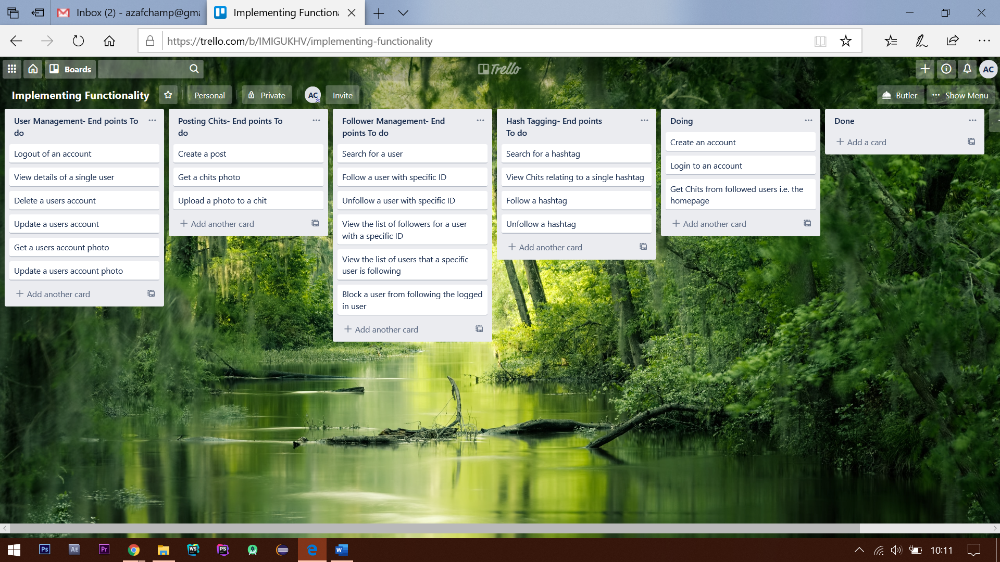 Inbox (2) - azafchamp@gma
Implementing Functiona
https://trello.com/b/IMIGUKHV/implementing-functionality
Boards
Trello
AC
Implementing Functionality
Personal
Private
AC
Invite
Butler
Show Menu
User Management- End points To
do
Logout of an account
View details of a single user
Delete a users account
Update a users account
Get a users account photo
Update a users account photo
Add another card
Posting Chits- End points To
do
Create a post
Get a chits photo
Upload a photo to a chit
Add another card
Follower Management- End
points To do
Search for a user
Follow a user with specific ID
Unfollow a user with specific ID
View the list of followers for a user
with a specific ID
View the list of users that a specific
user is following
Block a user from following the logged
in user
Add another card
Hash Tagging- End points
To do
Search for a hashtag
View Chits relating to a single hashtag
Follow a hashtag
Unfollow a hashtag
Add another card
Doing
Create an account
Login to an account
Get Chits from followed users i.e. the
homepage
Add another card
Done
Add a card
Ps
AE
Pr
WS
PS
W
10:11